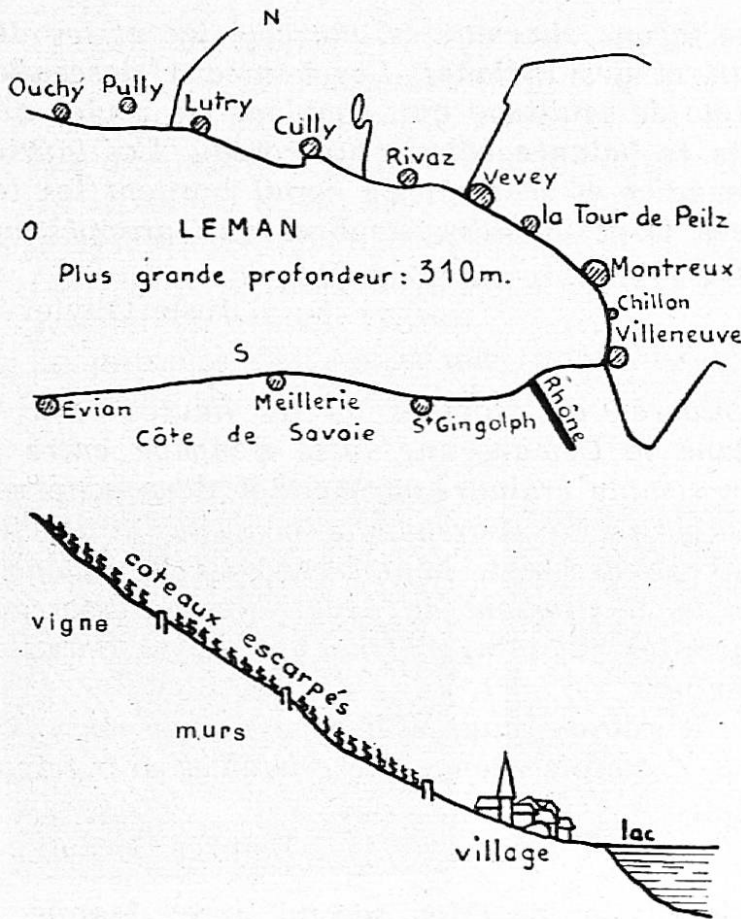 N
Ouchy
Pully
Lutry
Cully
Rivaz
Vevey
la Tour de Peilz
O
LEMAN
Plus grande profondeur : 310m.
Montreux
Chillon
Villeneuve
S
Evian
Meillerie
St Gingolph
Rhône
Côte de Savoie
coteaux escarpés
vigne
murs
village
lac